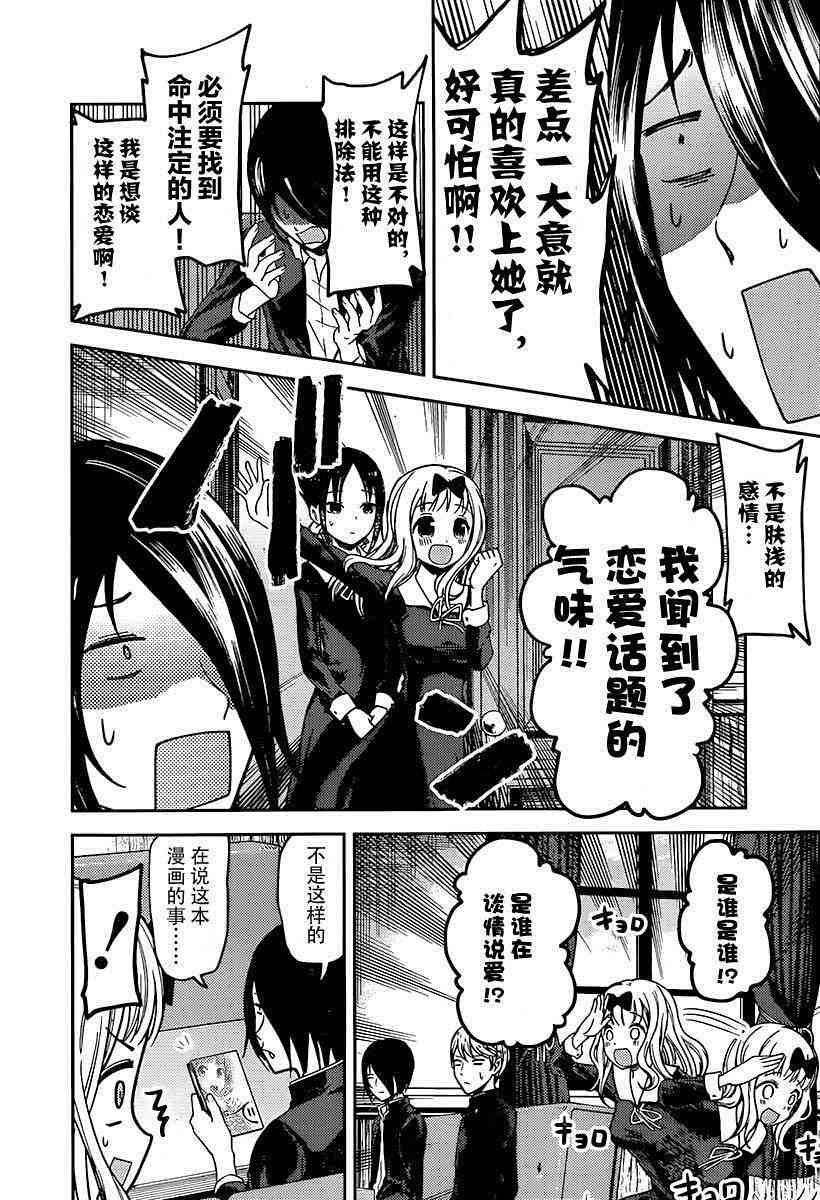 差点一大意就
真的喜欢上她了，
好可怕啊!!
这样是不对的，
不能用这种
排除法！
必须要找到
命中注定的人！
我是想谈
这样的恋爱啊！
不是肤浅的
感情…
我闻到了
恋爱话题的
气味!!
是谁是谁!?
是谁在
谈情说爱!?
キョロ
キョロ
キョロ
不是这样的
在说这本
漫画的事……
！